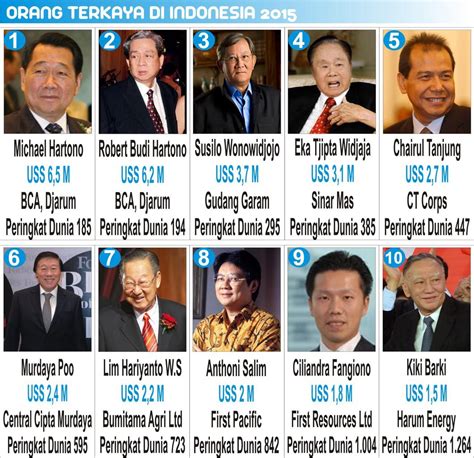 ORANG TERKAYA DI INDONESIA 2015
1 2 3 4 5
Michael Hartono
US$ 6,5 M
BCA, Djarum
Peringkat Dunia 185
Robert Budi Hartono
US$ 6,2 M
BCA, Djarum
Peringkat Dunia 194
Susilo Wonowidjojo
US$ 3,7 M
Gudang Garam
Peringkat Dunia 295
Eka Tjipta Widjaja
US$ 3,1 M
Sinar Mas
Peringkat Dunia 385
Chairul Tanjung
US$ 2,7 M
CT Corps
Peringkat Dunia 447
6 7 8 9 10
Murdaya Poo
US$ 2,4 M
Central Cipta Murdaya
Peringkat Dunia 595
Lim Hariyanto W.S
US$ 2,2 M
Bumitama Agri Ltd
Peringkat Dunia 723
Anthoni Salim
US$ 2 M
First Pacific
Peringkat Dunia 842
Ciliandra Fangiono
US$ 1,8 M
First Resources Ltd
Peringkat Dunia 1.004
Kiki Barki
US$ 1,5 M
Harum Energy
Peringkat Dunia 1.264